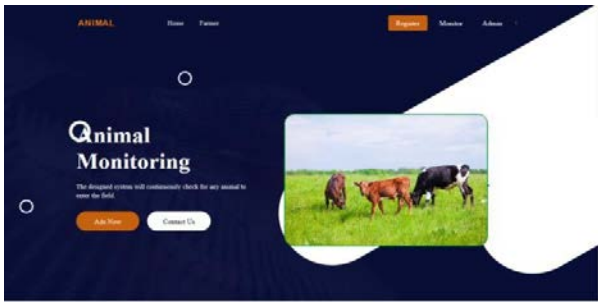 ANIMAL
Home Farmer
Register Monitor Admin
Animal
Monitoring
The designed system will continuously check for any animal to
enter the field.
Ads Now
Contact Us